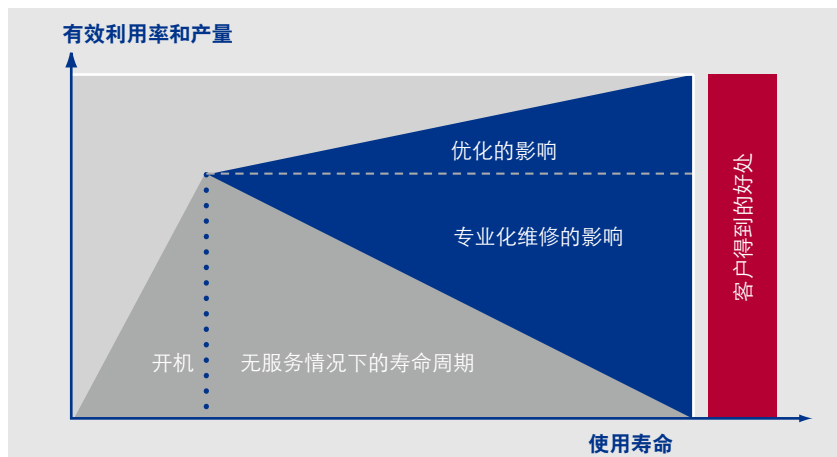 有效利用率和产量
优化的影响
专业化维修的影响
客户得到的好处
开机
无服务情况下的寿命周期
使用寿命